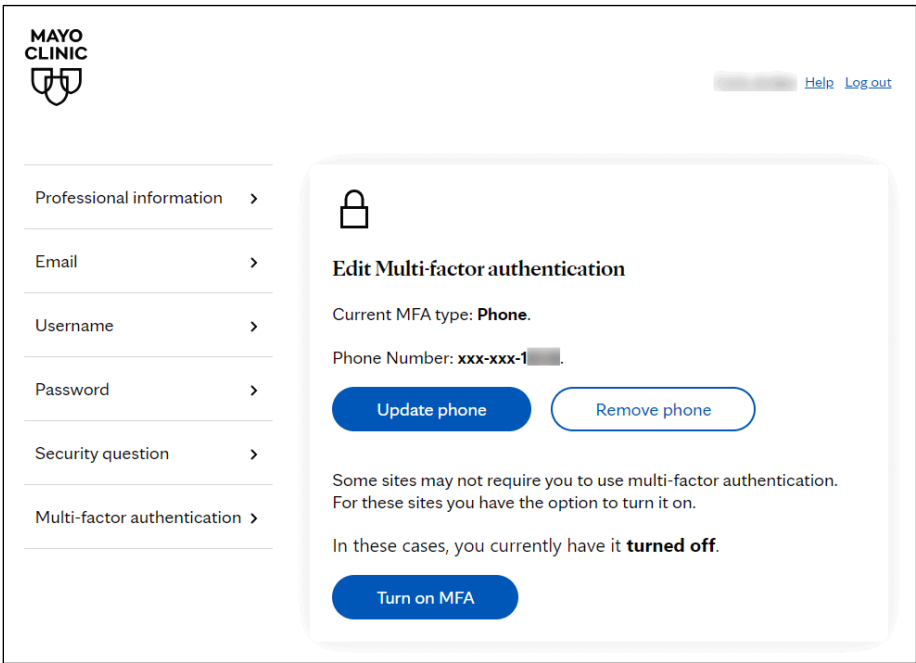 MAYO
CLINIC
Help Log out
Professional information
Email
Username
Password
Security question
Multi-factor authentication
Edit Multi-factor authentication
Current MFA type: Phone.
Phone Number: xxx-xxx-1 .
Update phone Remove phone
Some sites may not require you to use multi-factor authentication.
For these sites you have the option to turn it on.
In these cases, you currently have it turned off.
Turn on MFA